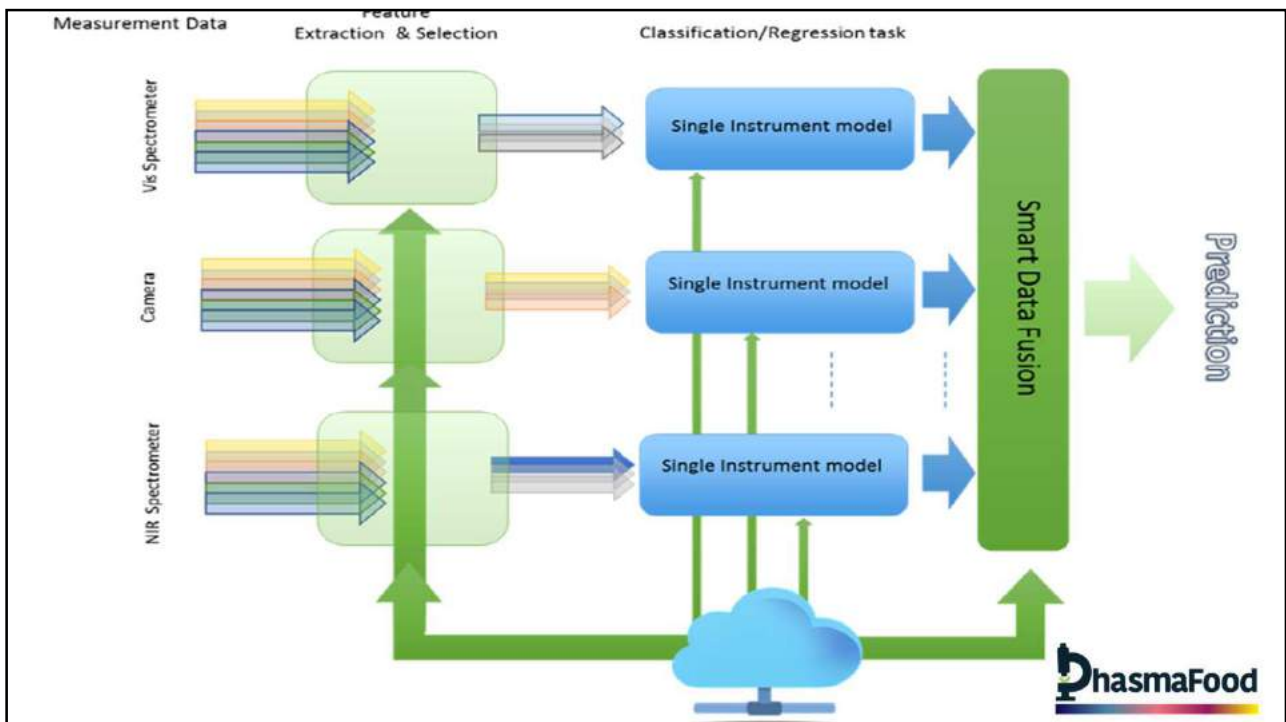 Measurement Data
Feature
Extraction & Selection
Classification/Regression task
Vis Spectrometer
Single Instrument model
Camera
Single Instrument model
NIR Spectrometer
Single Instrument model
Smart Data Fusion
Prediction
PhasmaFood